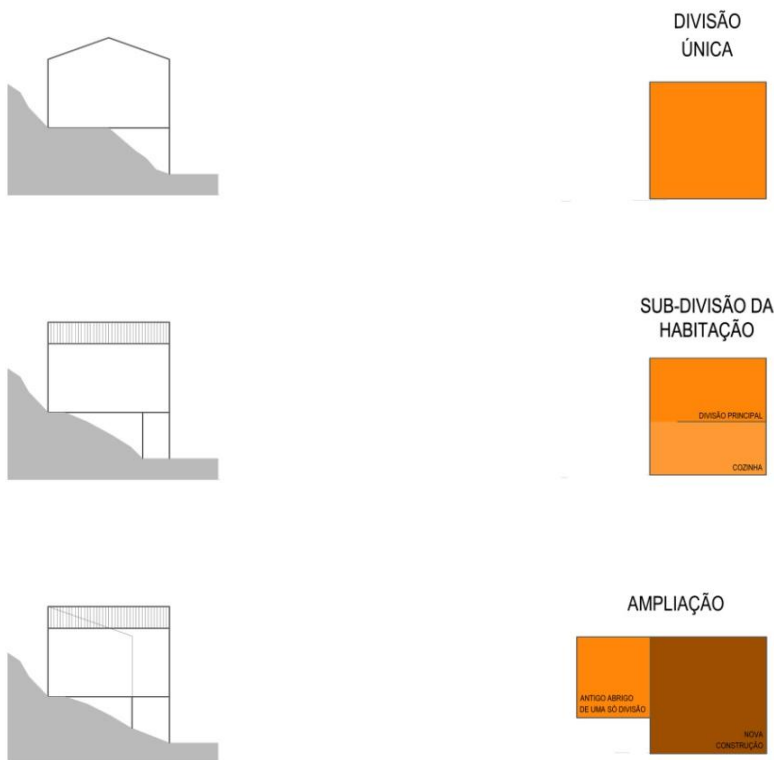 DIVISÃO
ÚNICA
SUB-DIVISÃO DA
HABITAÇÃO
DIVISÃO PRINCIPAL
COZINHA
AMPLIAÇÃO
ANTIGO ABRIGO
DE UMA SÓ DIVISÃO
NOVA
CONSTRUÇÃO